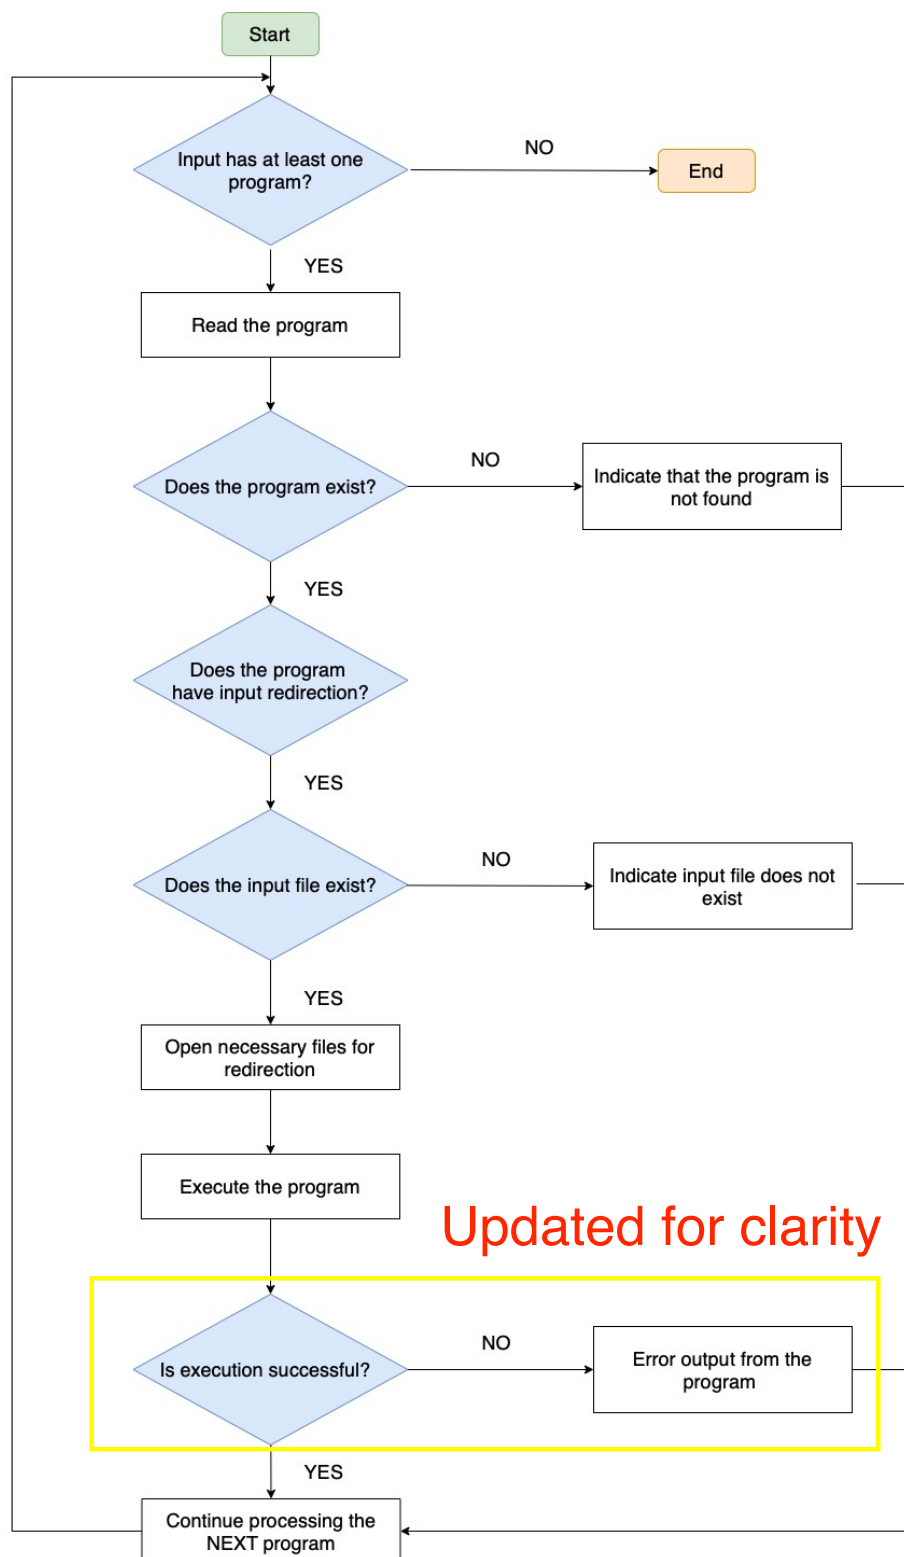 Start
Input has at least one
program?
NO
End
YES
Read the program
Does the program exist?
NO
Indicate that the program is
not found
YES
Does the program
have input redirection?
YES
Does the input file exist?
NO
Indicate input file does not
exist
YES
Open necessary files for
redirection
Execute the program
Updated for clarity
Is execution successful?
NO
Error output from the
program
YES
Continue processing the
NEXT program